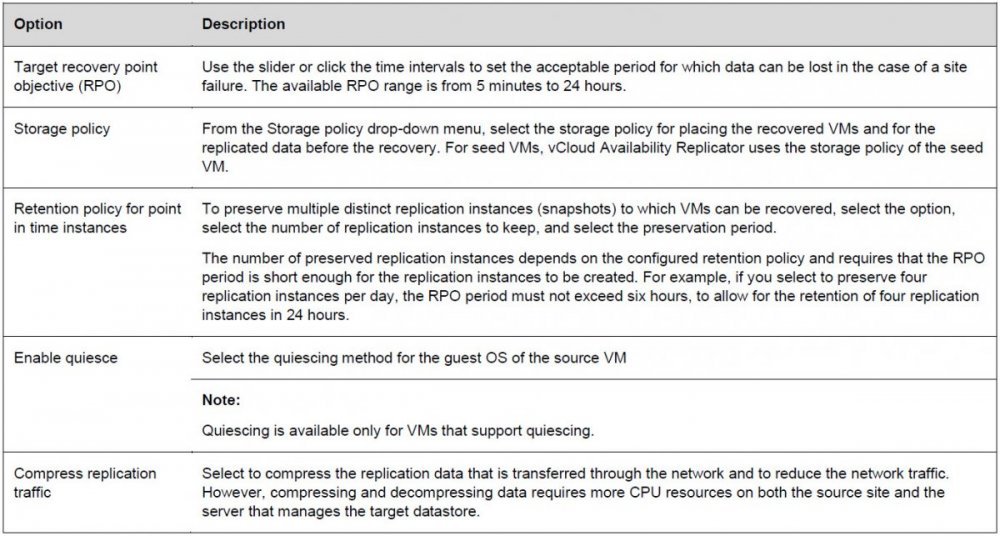 Option
Description
Target recovery point
objective (RPO)
Use the slider or click the time intervals to set the acceptable period for which data can be lost in the case of a site
failure. The available RPO range is from 5 minutes to 24 hours.
Storage policy
From the Storage policy drop-down menu, select the storage policy for placing the recovered VMs and for the
replicated data before the recovery. For seed VMs, vCloud Availability Replicator uses the storage policy of the seed
VM.
Retention policy for point
in time instances
To preserve multiple distinct replication instances (snapshots) to which VMs can be recovered, select the option,
select the number of replication instances to keep, and select the preservation period.
The number of preserved replication instances depends on the configured retention policy and requires that the RPO
period is short enough for the replication instances to be created. For example, if you select to preserve four
replication instances per day, the RPO period must not exceed six hours, to allow for the retention of four replication
instances in 24 hours.
Enable quiesce
Select the quiescing method for the guest OS of the source VM
Note:
Quiescing is available only for VMs that support quiescing.
Compress replication
traffic
Select to compress the replication data that is transferred through the network and to reduce the network traffic.
However, compressing and decompressing data requires more CPU resources on both the source site and the
server that manages the target datastore.